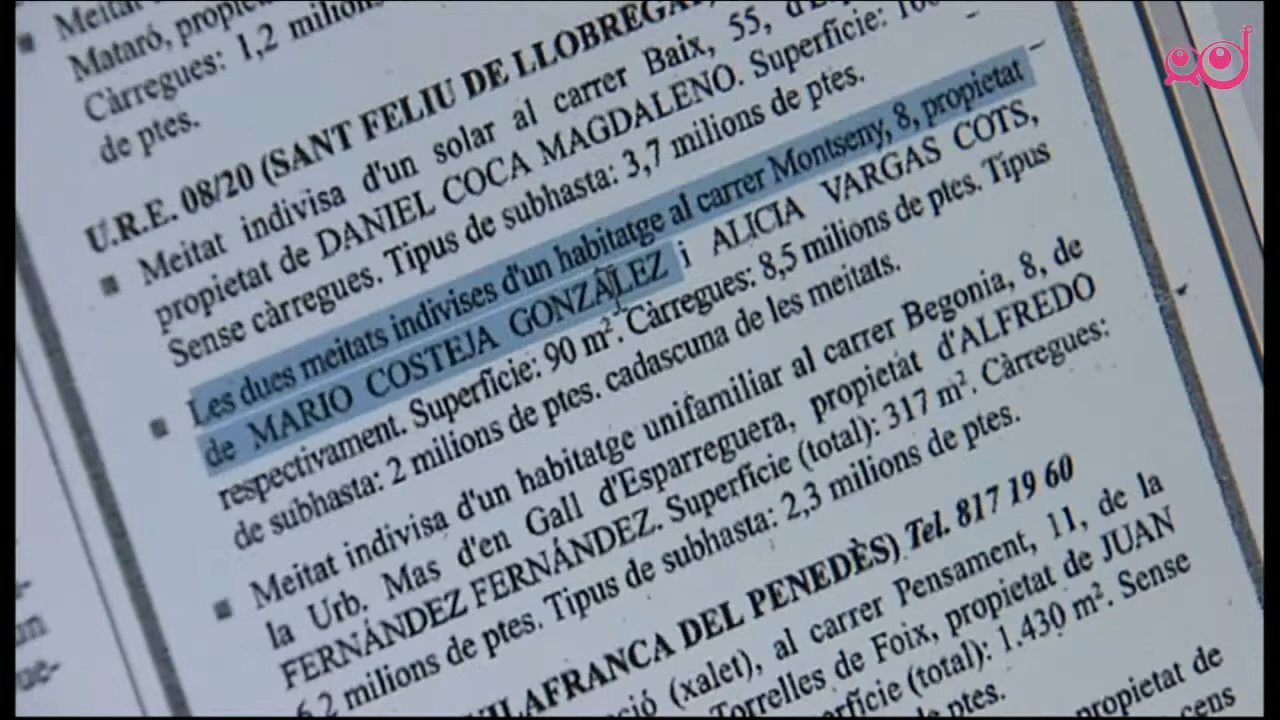 Mataró,
Càrregues: 1,2 milions
de ptes.
U.R.E. 08/20 (SANT FELIU DE LLOBREGAT)
Meitat indivisa d'un solar al carrer Baix, 55,
propietat de DANIEL COCA MAGDALENO. Superfície:
Sense càrregues. Tipus de subhasta: 3,7 milions de ptes.
Les dues meitats indivises d'un habitatge al carrer Montseny, 8, propietat
de MARIO COSTEJA GONZÁLEZ i ALICIA VARGAS COTS,
respectivament. Superfície: 90 m². Càrregues: 8,5 milions de ptes. Tipus
de subhasta: 2 milions de ptes. cadascuna de les meitats.
Meitat indivisa d'un habitatge unifamiliar al carrer Begonia, 8, de
la Urb. Mas d'en Gall d'Esparreguera, propietat d'ALFREDO
FERNÁNDEZ FERNÁNDEZ. Superfície (total): 317 m². Càrregues:
6,2 milions de ptes. Tipus de subhasta: 2,3 milions de ptes.
VILAFRANCA DEL PENEDÈS) Tel. 817 19 60
(xalet), al carrer Pensament, 11, de la
Torrelles de Foix, propietat de JUAN
(total): 1.430 m². Sense
de ptes.
propietat de